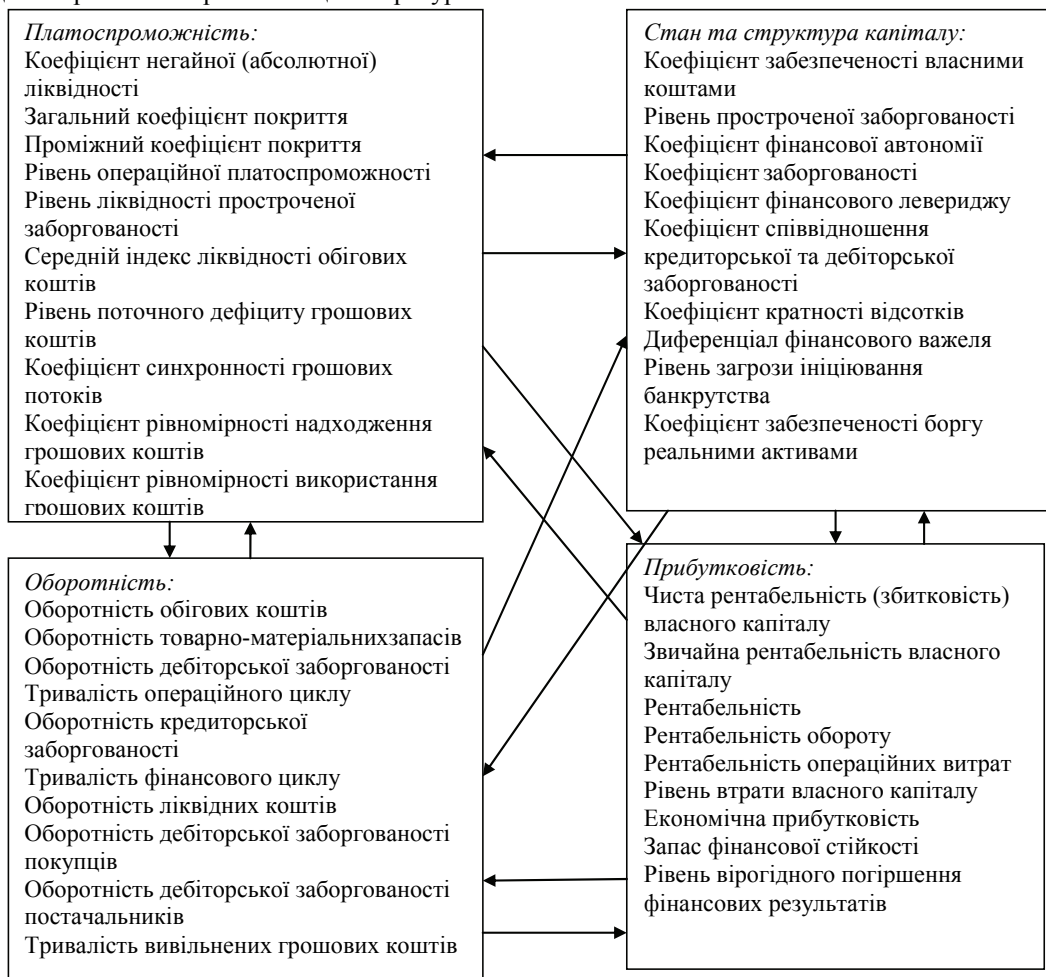 Платоспроможність:
Коефіцієнт негайної (абсолютної)
ліквідності
Загальний коефіцієнт покриття
Проміжний коефіцієнт покриття
Рівень операційної платоспроможності
Рівень ліквідності простроченої
заборгованості
Середній індекс ліквідності обігових
коштів
Рівень поточного дефіциту грошових
коштів
Коефіцієнт синхронності грошових
потоків
Коефіцієнт рівномірності надходження
грошових коштів
Коефіцієнт рівномірності використання
грошових коштів
Стан та структура капіталу:
Коефіцієнт забезпеченості власними
коштами
Рівень простроченої заборгованості
Коефіцієнт фінансової автономії
Коефіцієнт заборгованості
Коефіцієнт фінансового левериджу
Коефіцієнт співвідношення
кредиторської та дебіторської
заборгованості
Коефіцієнт кратності відсотків
Диференціал фінансового важеля
Рівень загрози ініціювання
банкрутства
Коефіцієнт забезпеченості боргу
реальними активами
Оборотність:
Оборотність обігових коштів
Оборотність товарно-матеріальнихзапасів
Оборотність дебіторської заборгованості
Тривалість операційного циклу
Оборотність кредиторської
заборгованості
Тривалість фінансового циклу
Оборотність ліквідних коштів
Оборотність дебіторської заборгованості
покупців
Оборотність дебіторської заборгованості
постачальників
Тривалість вивільнених грошових коштів
Прибутковість:
Чиста рентабельність (збитковість)
власного капіталу
Звичайна рентабельність власного
капіталу
Рентабельність
Рентабельність обороту
Рентабельність операційних витрат
Рівень втрати власного капіталу
Економічна прибутковість
Запас фінансової стійкості
Рівень вірогідного погіршення
фінансових результатів